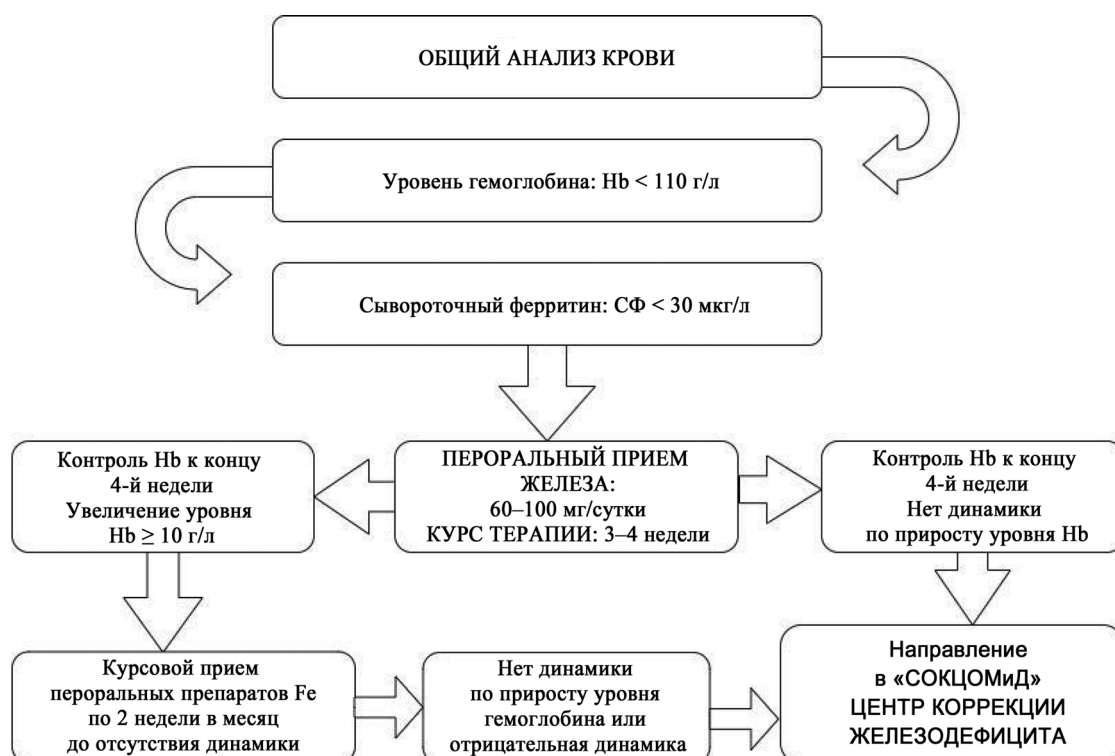 ОБЩИЙ АНАЛИЗ КРОВИ
Уровень гемоглобина: Hb < 110 г/л
Сывороточный ферритин: СФ < 30 мкг/л
Контроль Hb к концу
4-й недели
Увеличение уровня
Hb ≥ 10 г/л
ПЕРОРАЛЬНЫЙ ПРИЕМ
ЖЕЛЕЗА:
60–100 мг/сутки
КУРС ТЕРАПИИ: 3–4 недели
Контроль Hb к концу
4-й недели
Нет динамики
по приросту уровня Hb
Курсовой прием
пероральных препаратов Fe
по 2 недели в месяц
до отсутствия динамики
Нет динамики
по приросту уровня
гемоглобина или
отрицательная динамика
Направление
в «СОКЦОМиД»
ЦЕНТР КОРРЕКЦИИ
ЖЕЛЕЗОДЕФИЦИТА